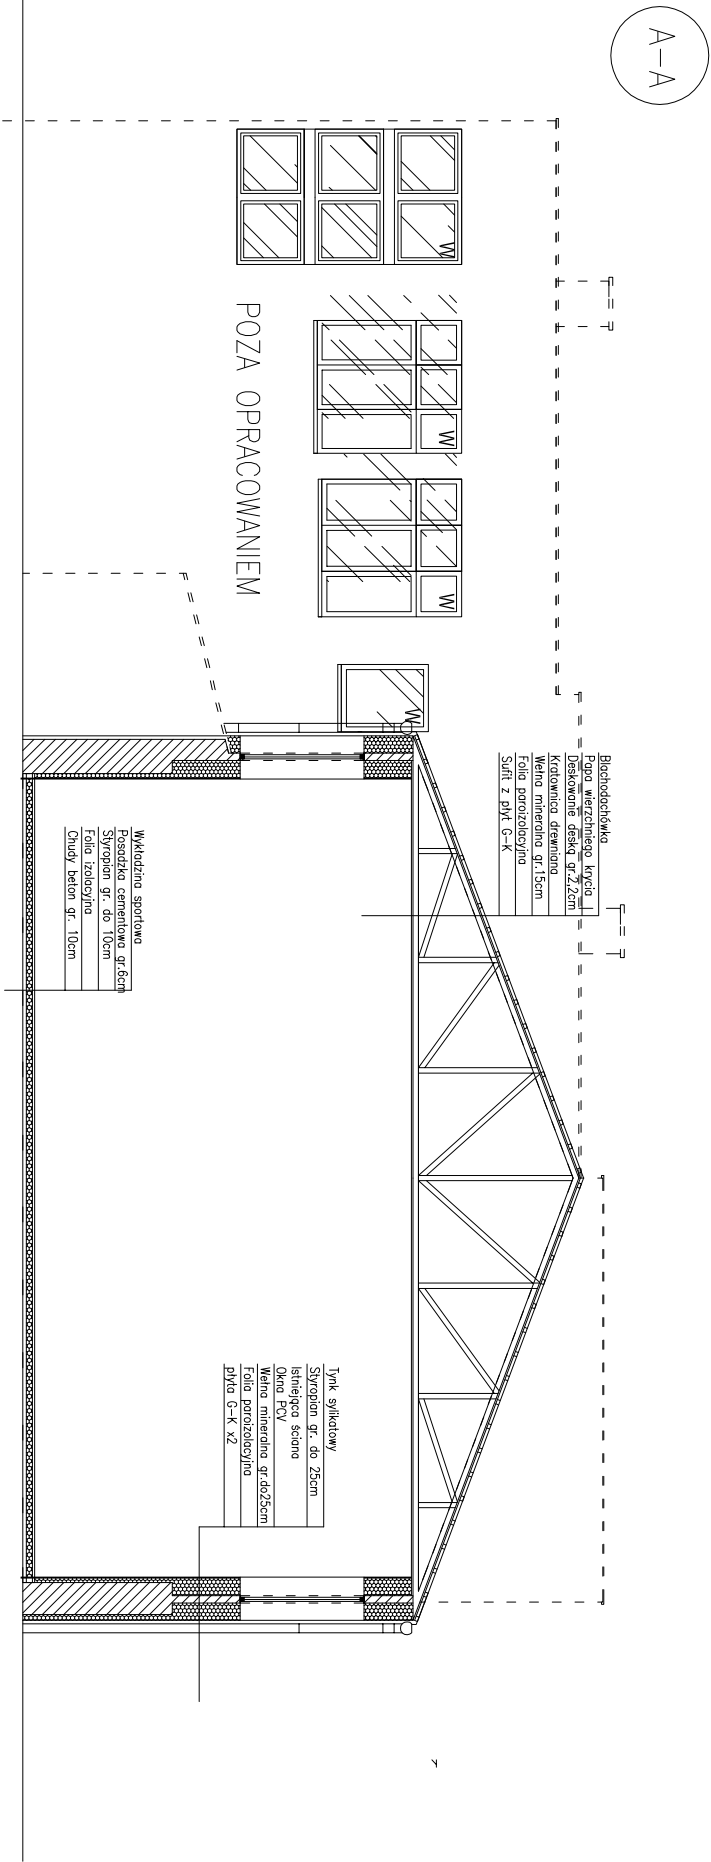 A-A
POZA OPRACOWANIEM
W
W
W
W
Blachodachówka
Papa wierzchniego krycia
Deskowanie deską gr.2,2cm
Kratownica drewniana
Wełna mineralna gr.15cm
Folia paroizolacyjna
Sufit z płyt G-K
Wykładzina sportowa
Posadzka cementowa gr.6cm
Styropian gr. do 10cm
Folia izolacyjna
Chudy beton gr. 10cm
Tynk sylikatowy
Styropian gr. do 25cm
Istniejąca ściana
Okna PCV
Wełna mineralna gr.do25cm
Folia paroizolacyjna
płyta G-K x2